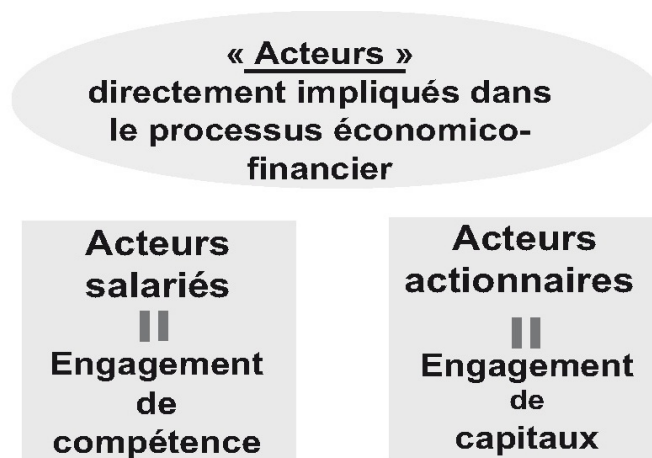 « Acteurs »
directement impliqués dans
le processus économico-
financier
Acteurs
salariés
=
Engagement
de
compétence
Acteurs
actionnaires
=
Engagement
de
capitaux